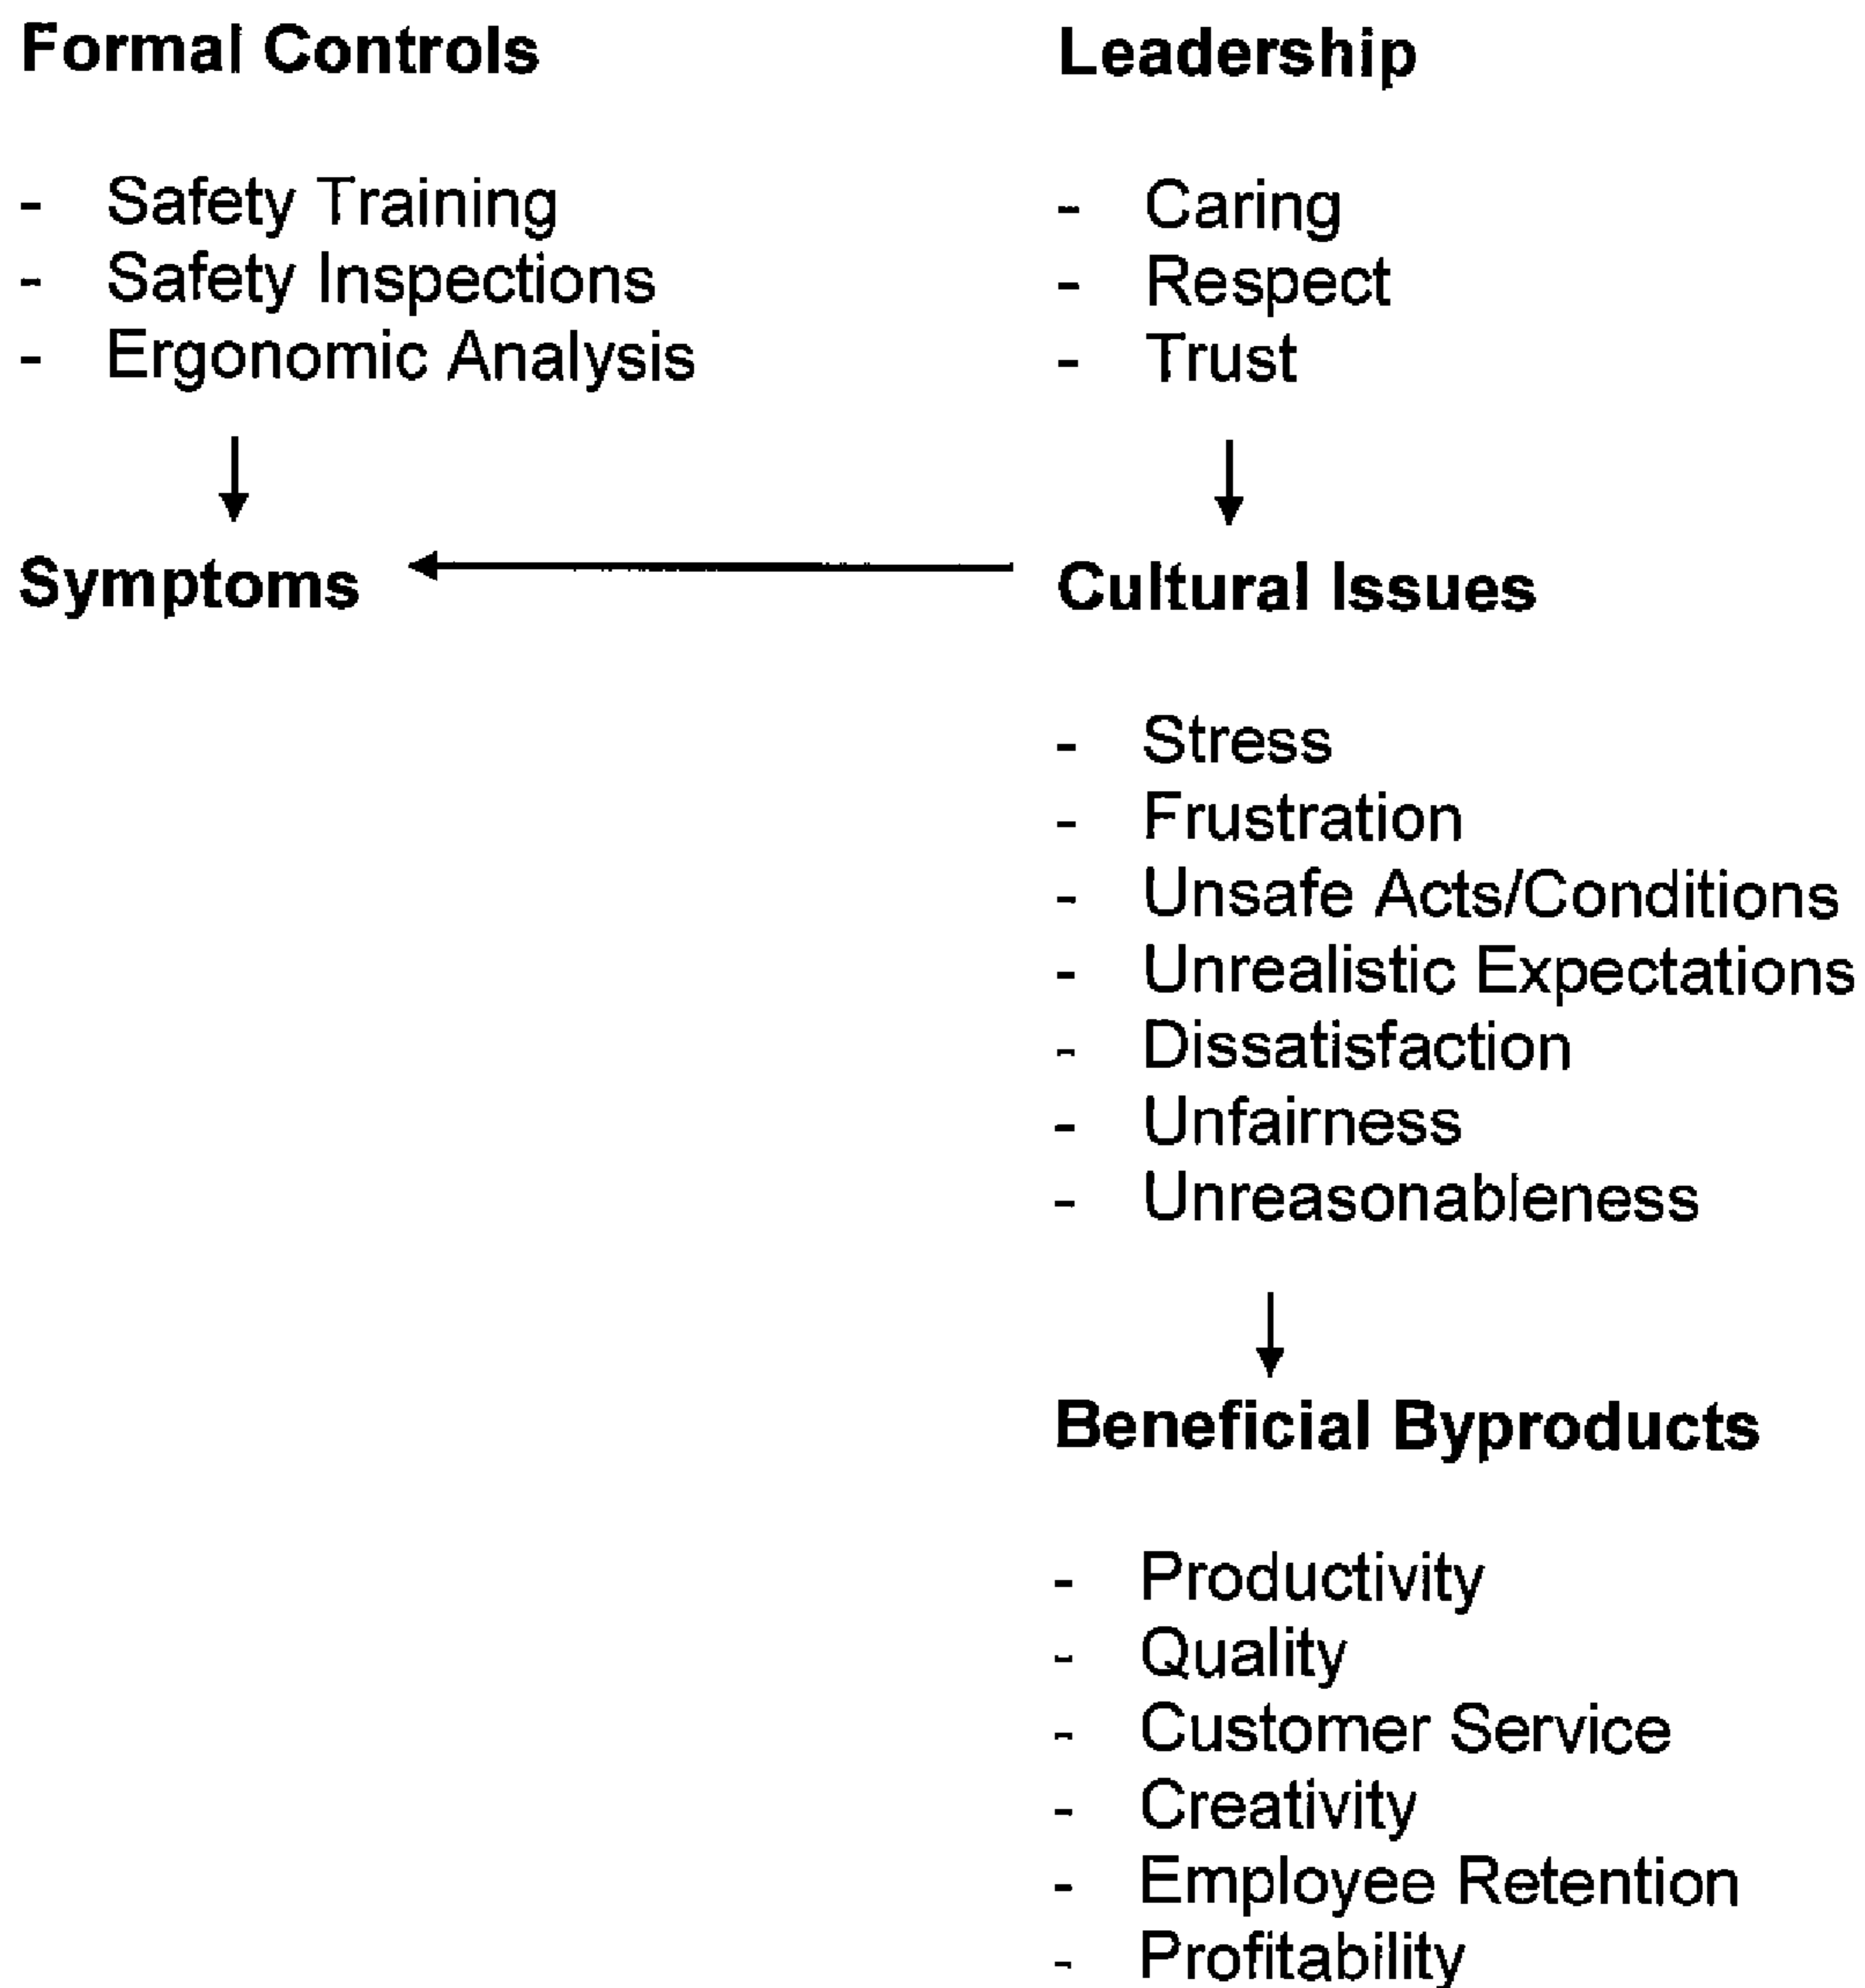 Formal Controls
- Safety Training
- Safety Inspections
- Ergonomic Analysis
Symptoms
Leadership
- Caring
- Respect
- Trust
Cultural Issues
- Stress
- Frustration
- Unsafe Acts/Conditions
- Unrealistic Expectations
- Dissatisfaction
- Unfairness
- Unreasonableness
Beneficial Byproducts
- Productivity
- Quality
- Customer Service
- Creativity
- Employee Retention
- Profitability